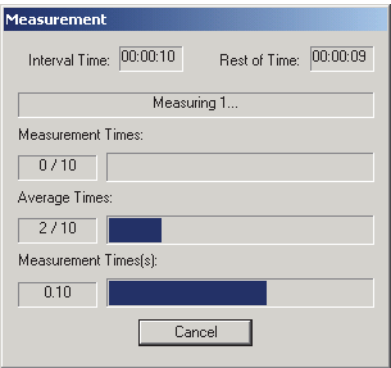 Measurement
Interval Time: 00:00:10 Rest of Time: 00:00:09
Measuring 1...
Measurement Times:
0 / 10
Average Times:
2 / 10
Measurement Times(s):
0.10
Cancel